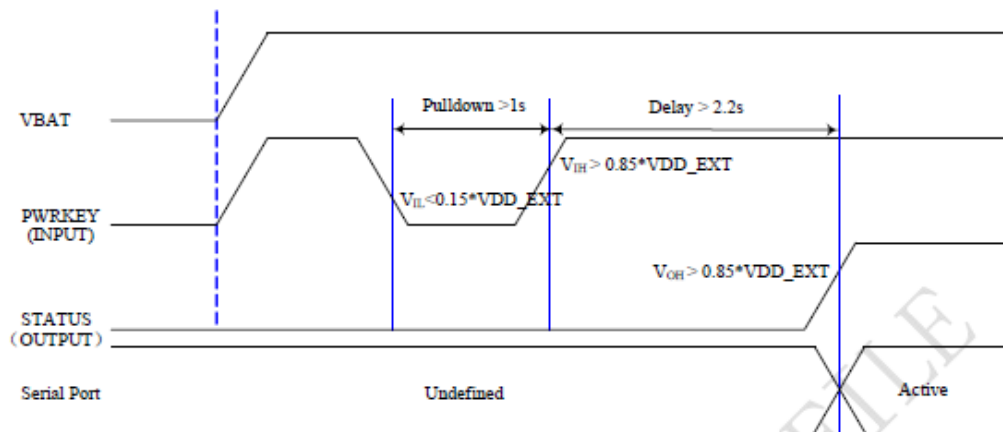 Pulldown >1s
Delay > 2.2s
VBAT
VIH > 0.85*VDD_EXT
VIL<0.15*VDD_EXT
PWRKEY
(INPUT)
VOH > 0.85*VDD_EXT
STATUS
(OUTPUT)
Serial Port
Undefined
Active
FILE